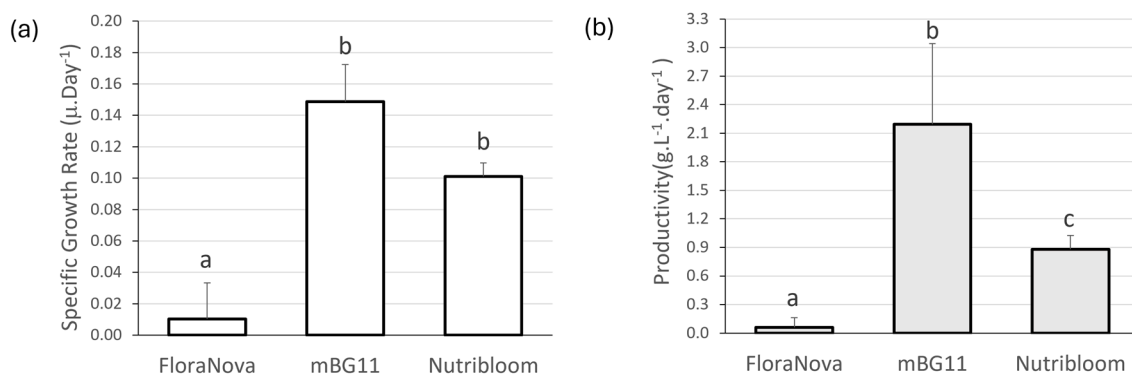 (a)
Specific Growth Rate (μ.Day⁻¹)
0.20
0.18
0.16
0.14
0.12
0.10
0.08
0.06
0.04
0.02
0.00
a
b
b
FloraNova mBG11 Nutribloom
(b)
Productivity(g.L⁻¹.day⁻¹ )
3.3
3.0
2.7
2.4
2.1
1.8
1.5
1.2
0.9
0.6
0.3
0.0
a
b
c
FloraNova mBG11 Nutribloom